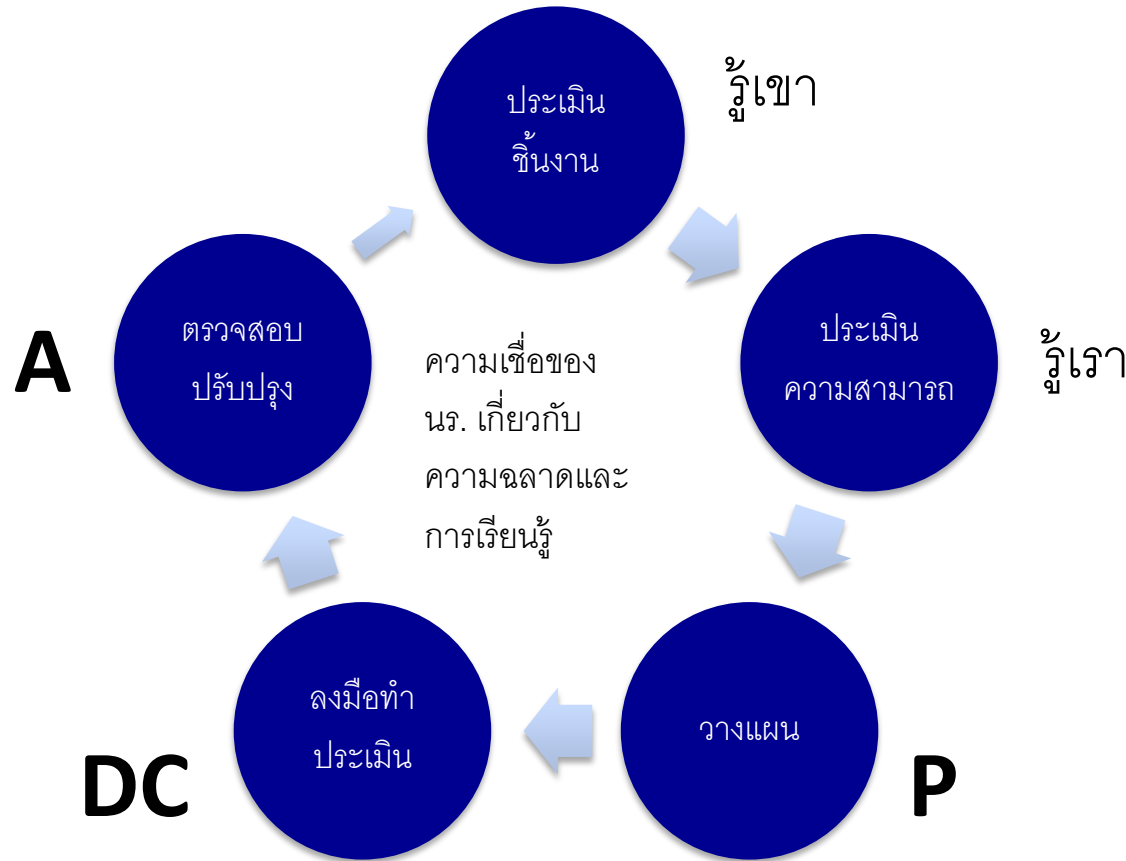 ประเมิน
ชิ้นงาน
รู้เขา
ประเมิน
ความสามารถ
รู้เรา
วางแผน
P
ลงมือทำ
ประเมิน
DC
ตรวจสอบ
ปรับปรุง
A
ความเชื่อของ
นร. เกี่ยวกับ
ความฉลาดและ
การเรียนรู้